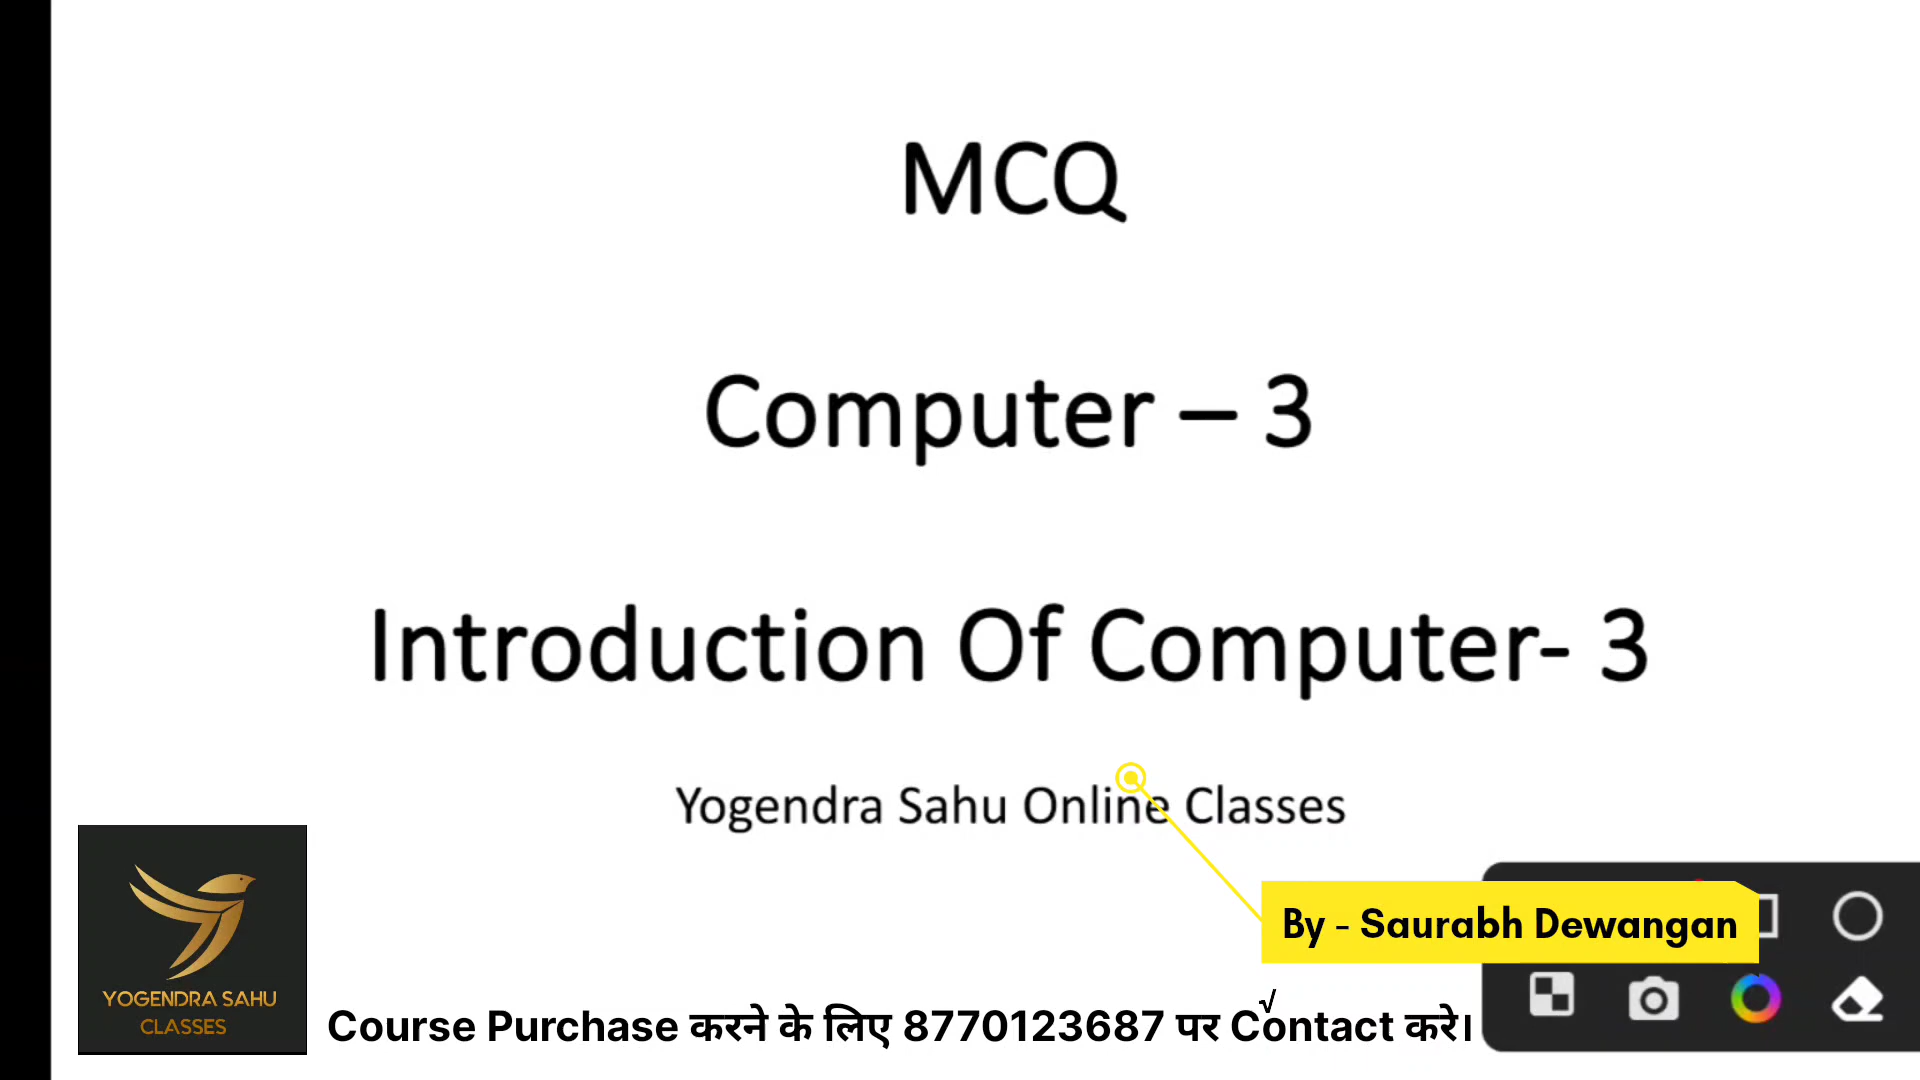 MCQ
Computer – 3
Introduction Of Computer- 3
Yogendra Sahu Online Classes
By - Saurabh Dewangan
YOGENDRA SAHU
CLASSES
Course Purchase करने के लिए 8770123687 पर Contact करे।